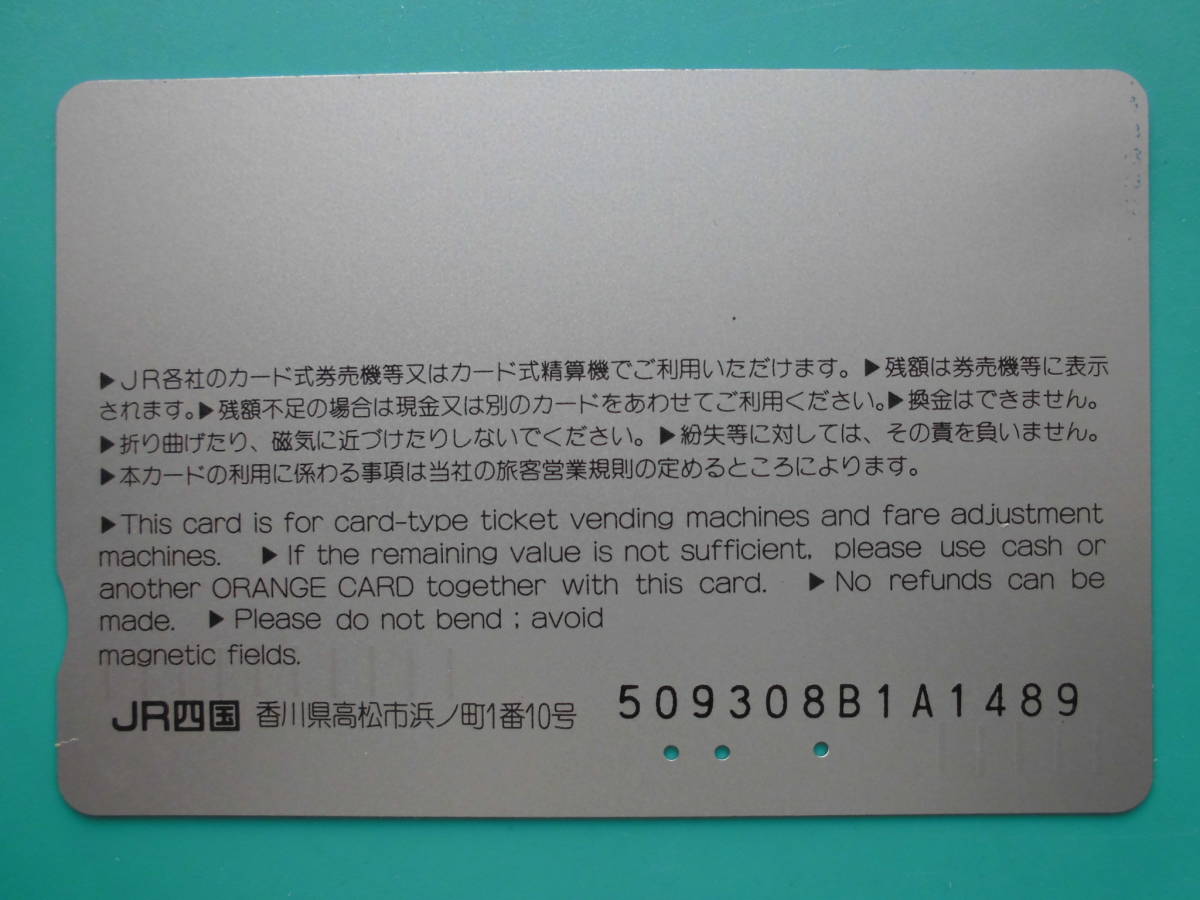 ▶JR各社のカード式券売機等又はカード式精算機でご利用いただけます。▶残額は券売機等に表示
されます。▶残額不足の場合は現金又は別のカードをあわせてご利用ください。▶換金はできません。
▶折り曲げたり、磁気に近づけたりしないでください。▶紛失等に対しては、その責を負いません。
▶本カードの利用に係わる事項は当社の旅客営業規則の定めるところによります。
▶This card is for card-type ticket vending machines and fare adjustment
machines. ▶If the remaining value is not sufficient, please use cash or
another ORANGE CARD together with this card. ▶No refunds can be
made. ▶Please do not bend ; avoid
magnetic fields.
JR四国 香川県高松市浜ノ町1番10号 509308B1A1489